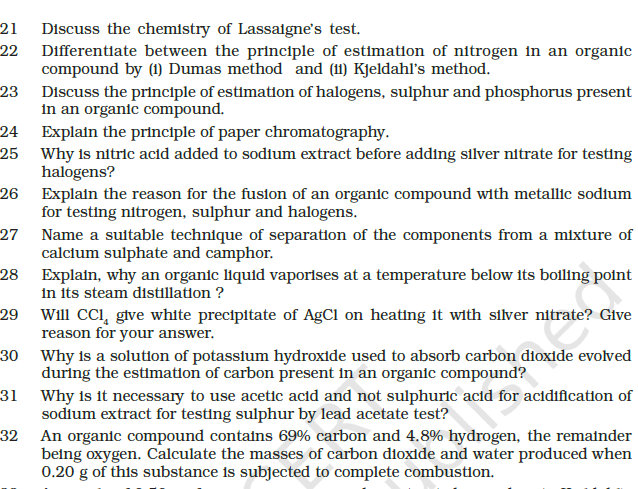 21 Discuss the chemistry of Lassaigne's test.
22 Differentiate between the principle of estimation of nitrogen in an organic
compound by (i) Dumas method and (ii) Kjeldahl's method.
23 Discuss the principle of estimation of halogens, sulphur and phosphorus present
in an organic compound.
24 Explain the principle of paper chromatography.
25 Why is nitric acid added to sodium extract before adding silver nitrate for testing
halogens?
26 Explain the reason for the fusion of an organic compound with metallic sodium
for testing nitrogen, sulphur and halogens.
27 Name a suitable technique of separation of the components from a mixture of
calcium sulphate and camphor.
28 Explain, why an organic liquid vaporises at a temperature below its boiling point
in its steam distillation ?
29 Will CCl₄ give white precipitate of AgCl on heating it with silver nitrate? Give
reason for your answer.
30 Why is a solution of potassium hydroxide used to absorb carbon dioxide evolved
during the estimation of carbon present in an organic compound?
31 Why is it necessary to use acetic acid and not sulphuric acid for acidification of
sodium extract for testing sulphur by lead acetate test?
32 An organic compound contains 69% carbon and 4.8% hydrogen, the remainder
being oxygen. Calculate the masses of carbon dioxide and water produced when
0.20 g of this substance is subjected to complete combustion.